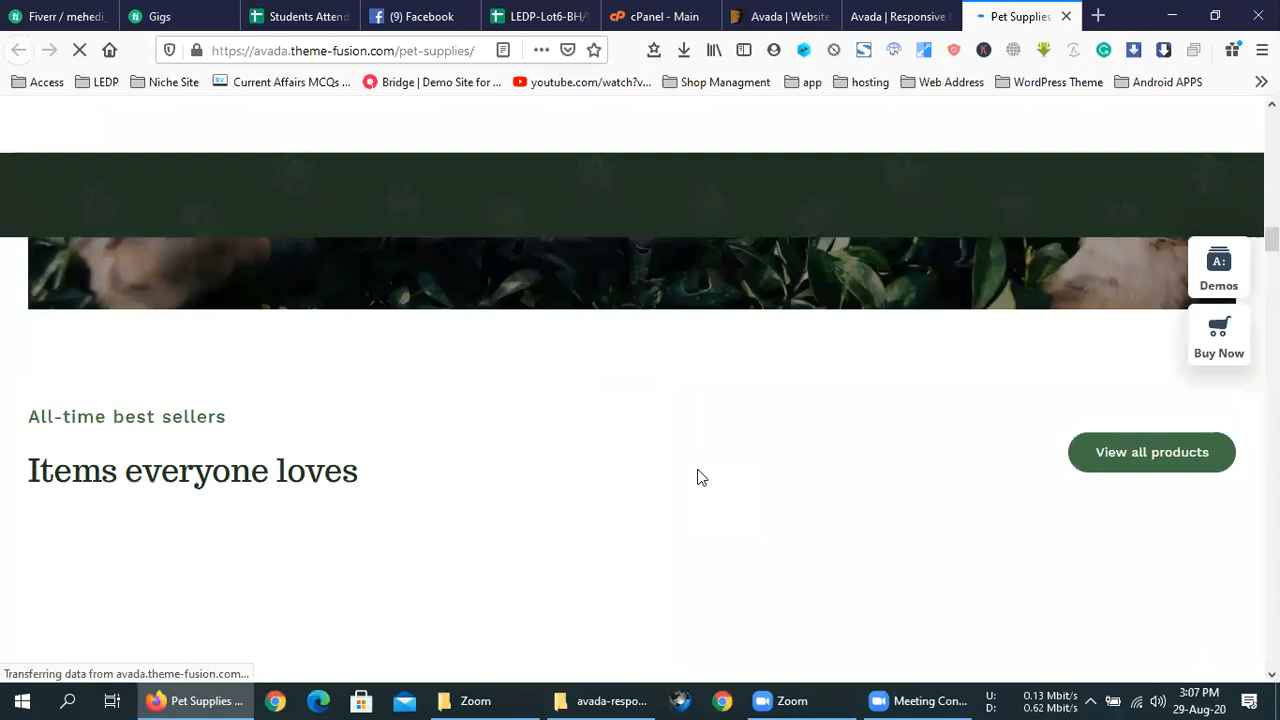 Fiverr / mehedi_
Gigs
Students Attend
(9) Facebook
LEDP-Lot6-BH/
cPanel - Main
Avada | Website
Avada | Responsive
Pet Supplies
https://avada.theme-fusion.com/pet-supplies/
Access
LEDP
Niche Site
Current Affairs MCQs ...
Bridge | Demo Site for ...
youtube.com/watch?v...
Shop Managment
app
hosting
Web Address
WordPress Theme
Android APPS
A:
Demos
Buy Now
All-time best sellers
Items everyone loves
View all products
Transferring data from avada.theme-fusion.com...
Pet Supplies ...
Zoom
avada-respo...
Zoom
Meeting Con...
U: 0.13 Mbit/s
D: 0.62 Mbit/s
3:07 PM
29-Aug-20